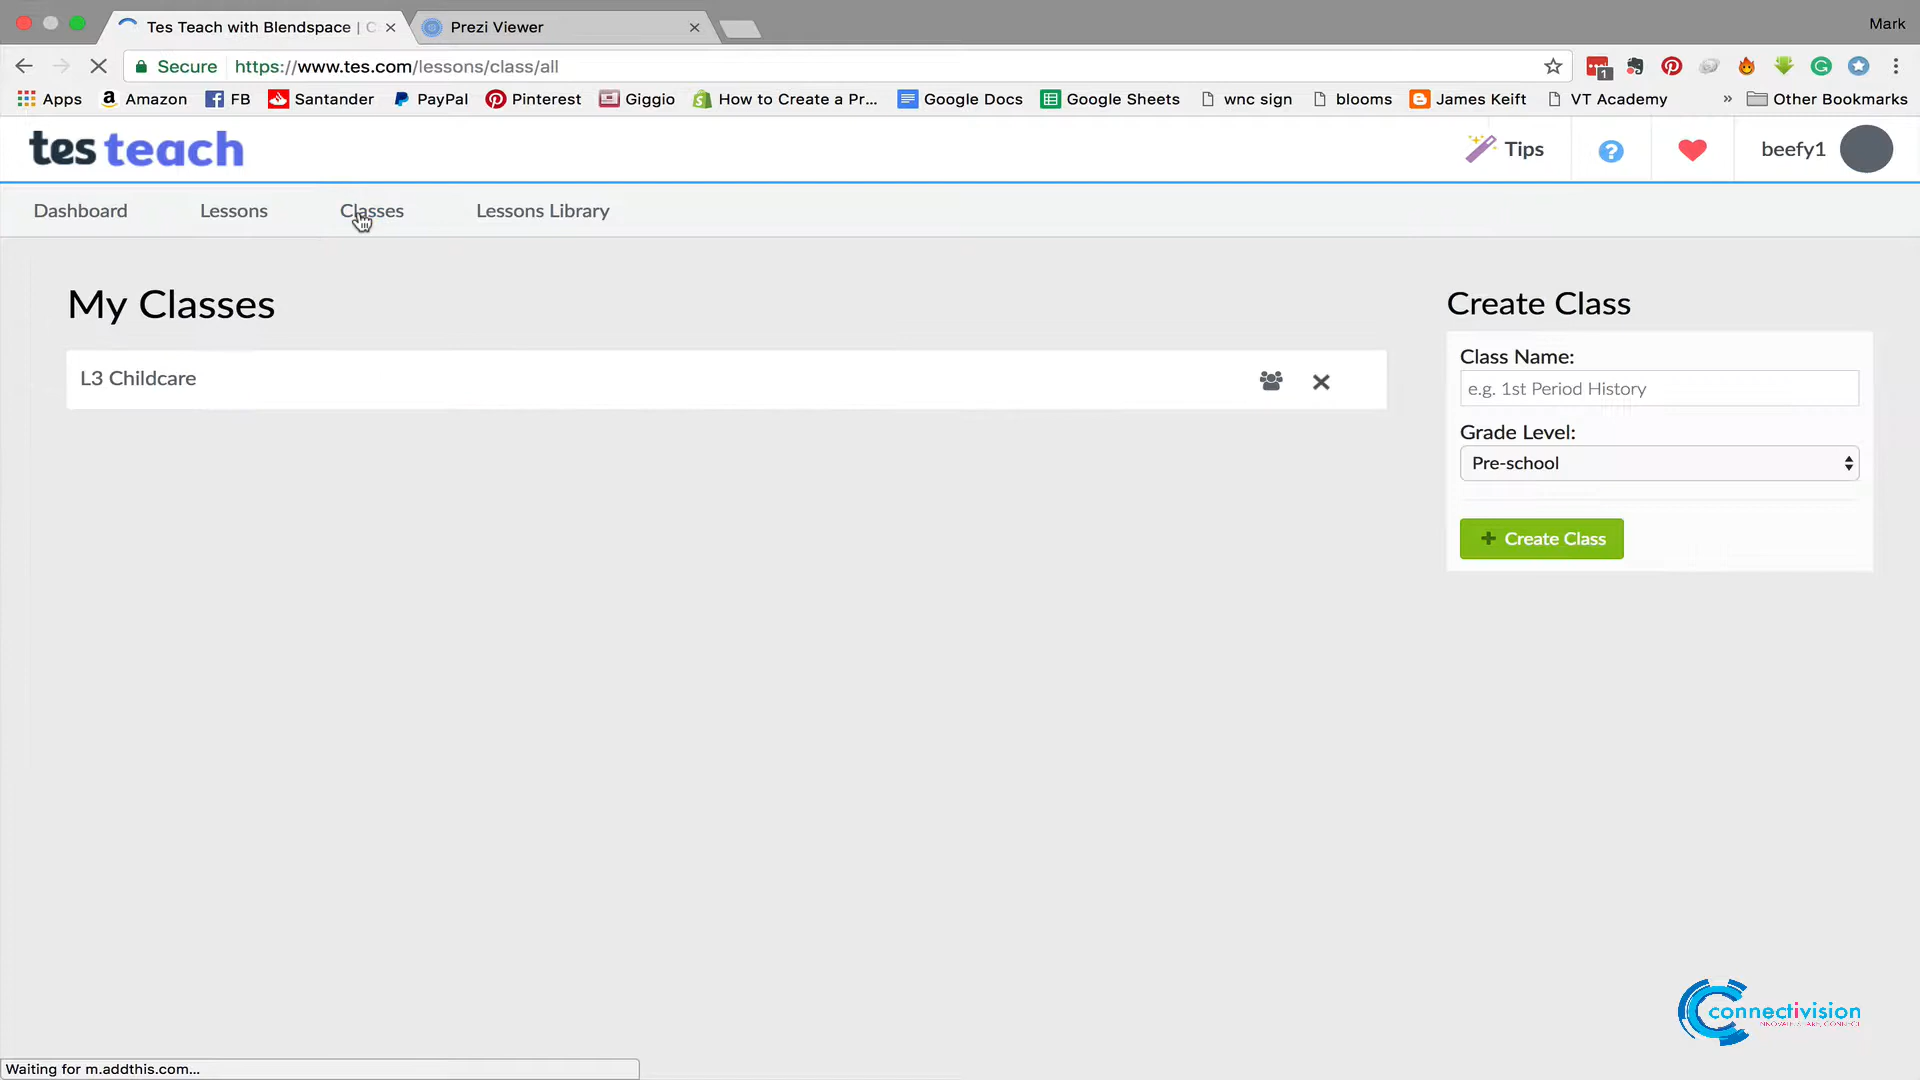 Mark
Tes Teach with Blendspace | C
Prezi Viewer
Secure https://www.tes.com/lessons/class/all
1
Apps Amazon FB Santander PayPal Pinterest Giggio How to Create a Pr... Google Docs Google Sheets wnc sign blooms James Keift VT Academy » Other Bookmarks
tes teach
Tips ? beefy1
Dashboard Lessons Classes Lessons Library
My Classes
L3 Childcare
Create Class
Class Name:
e.g. 1st Period History
Grade Level:
Pre-school
+ Create Class
connectivision
Waiting for m.addthis.com...